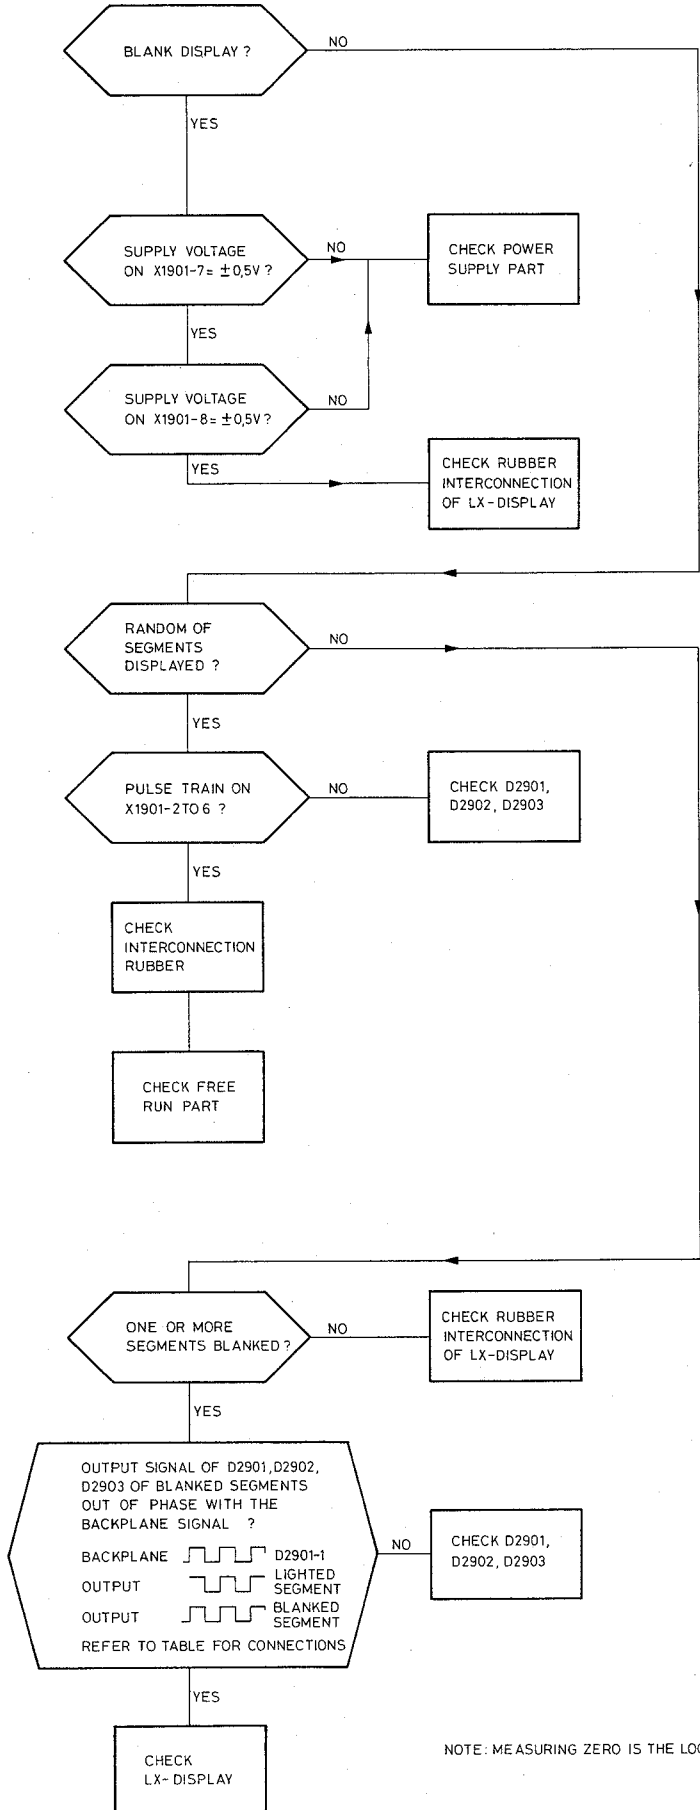 BLANK DISPLAY ?
NO
YES
SUPPLY VOLTAGE
ON X1901-7= ±0,5V ?
NO
CHECK POWER
SUPPLY PART
YES
SUPPLY VOLTAGE
ON X1901-8= ±0,5V?
NO
YES
CHECK RUBBER
INTERCONNECTION
OF LX-DISPLAY
RANDOM OF
SEGMENTS
DISPLAYED ?
NO
YES
PULSE TRAIN ON
X1901-2TO 6 ?
NO
CHECK D2901,
D2902, D2903
YES
CHECK
INTERCONNECTION
RUBBER
CHECK FREE
RUN PART
ONE OR MORE
SEGMENTS BLANKED ?
NO
CHECK RUBBER
INTERCONNECTION
OF LX-DISPLAY
YES
OUTPUT SIGNAL OF D2901,D2902,
D2903 OF BLANKED SEGMENTS
OUT OF PHASE WITH THE
BACKPLANE SIGNAL ?
BACKPLANE D2901-1
OUTPUT LIGHTED SEGMENT
OUTPUT BLANKED SEGMENT
REFER TO TABLE FOR CONNECTIONS
NO
CHECK D2901,
D2902, D2903
YES
CHECK
LX-DISPLAY
NOTE: MEASURING ZERO IS THE